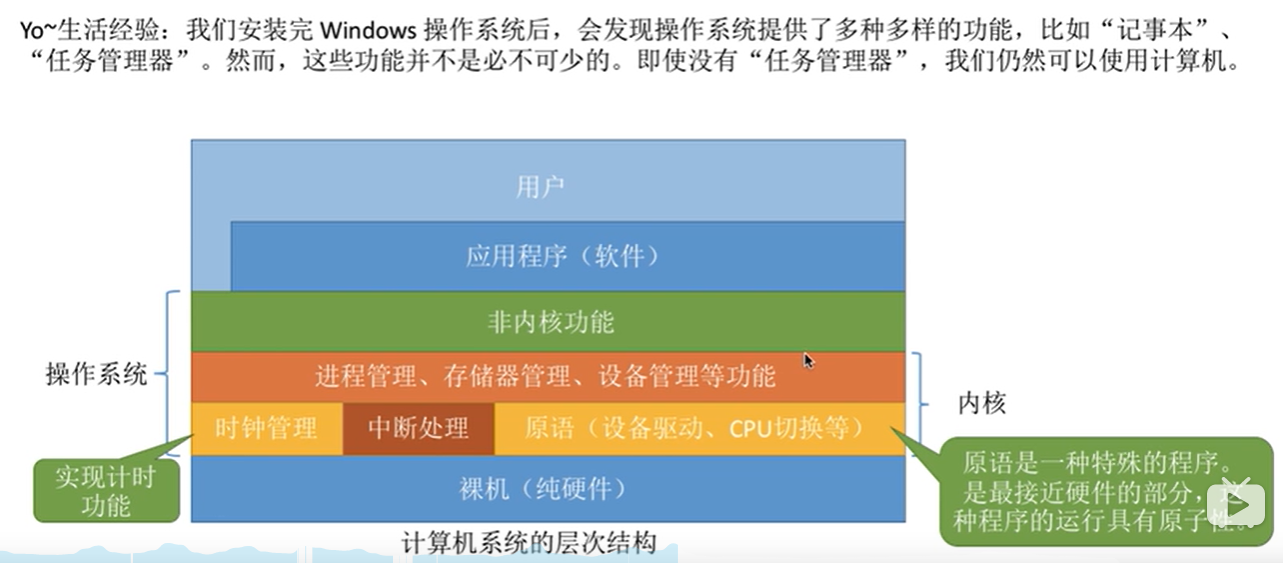 Yo~生活经验：我们安装完 Windows 操作系统后，会发现操作系统提供了多种多样的功能，比如“记事本”、
“任务管理器”。然而，这些功能并不是必不可少的。即使没有“任务管理器”，我们仍然可以使用计算机。
用户
应用程序（软件）
非内核功能
操作系统
进程管理、存储器管理、设备管理等功能
内核
时钟管理
中断处理
原语（设备驱动、CPU切换等）
实现计时
功能
裸机（纯硬件）
原语是一种特殊的程序。
是最接近硬件的部分，这
种程序的运行具有原子性。
计算机系统的层次结构